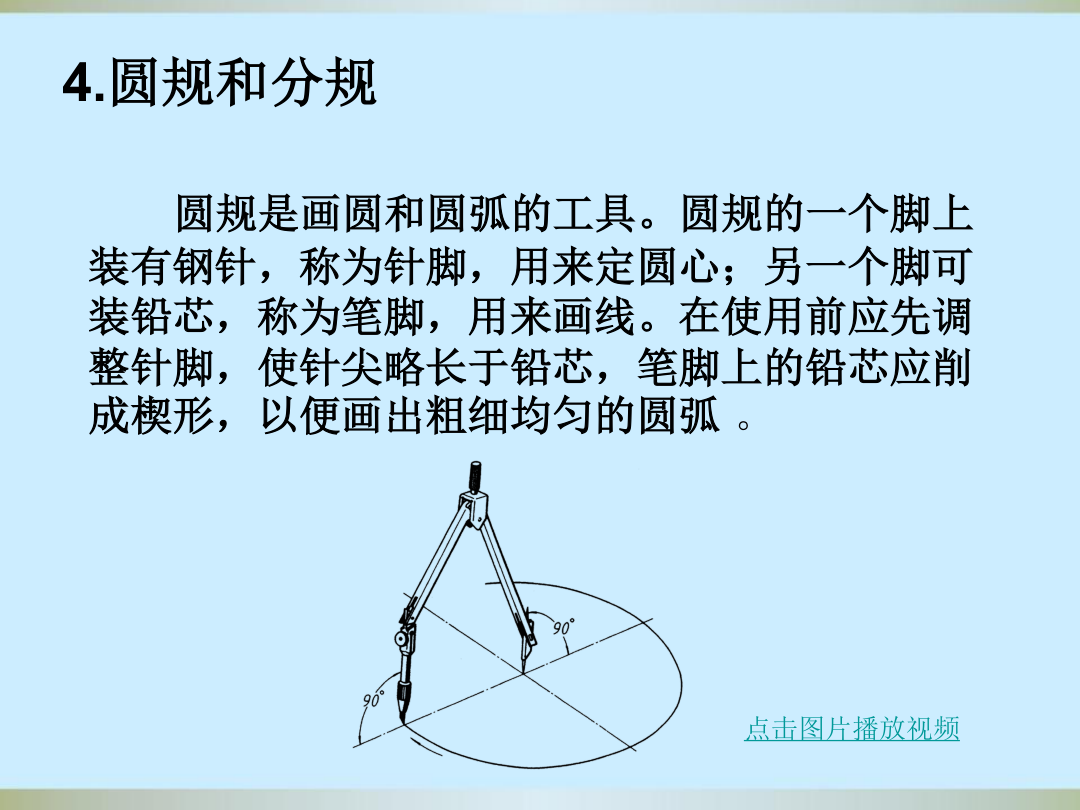 4.圆规和分规
圆规是画圆和圆弧的工具。圆规的一个脚上
装有钢针，称为针脚，用来定圆心；另一个脚可
装铅芯，称为笔脚，用来画线。在使用前应先调
整针脚，使针尖略长于铅芯，笔脚上的铅芯应削
成楔形，以便画出粗细均匀的圆弧 。
90°
90°
点击图片播放视频